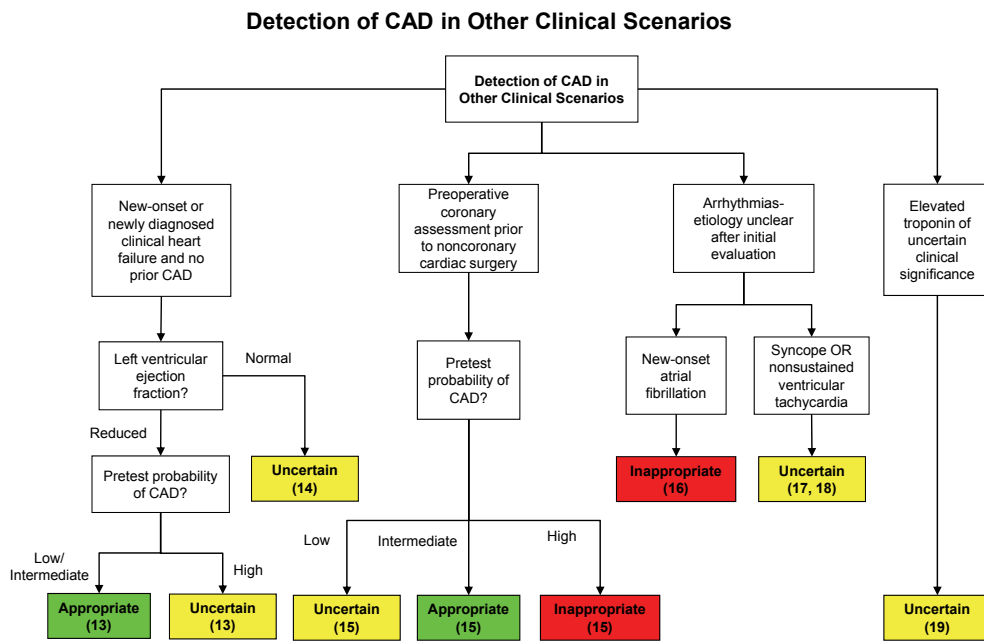 Detection of CAD in Other Clinical Scenarios
Detection of CAD in
Other Clinical Scenarios
New-onset or
newly diagnosed
clinical heart
failure and no
prior CAD
Preoperative
coronary
assessment prior
to noncoronary
cardiac surgery
Arrhythmias-
etiology unclear
after initial
evaluation
Elevated
troponin of
uncertain
clinical
significance
Left ventricular
ejection
fraction?
Normal
Pretest
probability of
CAD?
New-onset
atrial
fibrillation
Syncope OR
nonsustained
ventricular
tachycardia
Reduced
Pretest probability
of CAD?
Uncertain
(14)
Inappropriate
(16)
Uncertain
(17, 18)
Low/
Intermediate
High
Low
Intermediate
High
Appropriate
(13)
Uncertain
(13)
Uncertain
(15)
Appropriate
(15)
Inappropriate
(15)
Uncertain
(19)